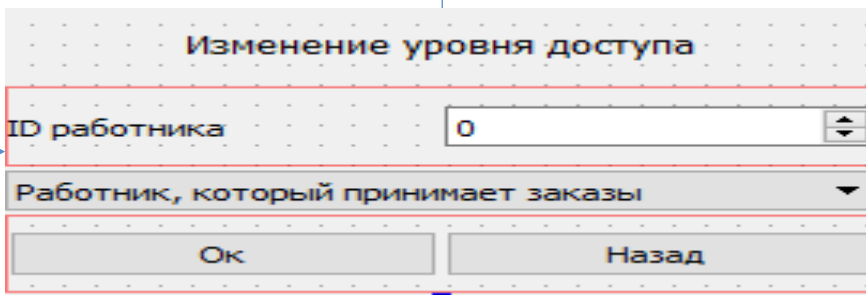 Изменение уровня доступа
ID работника 0
Работник, который принимает заказы
Ок Назад